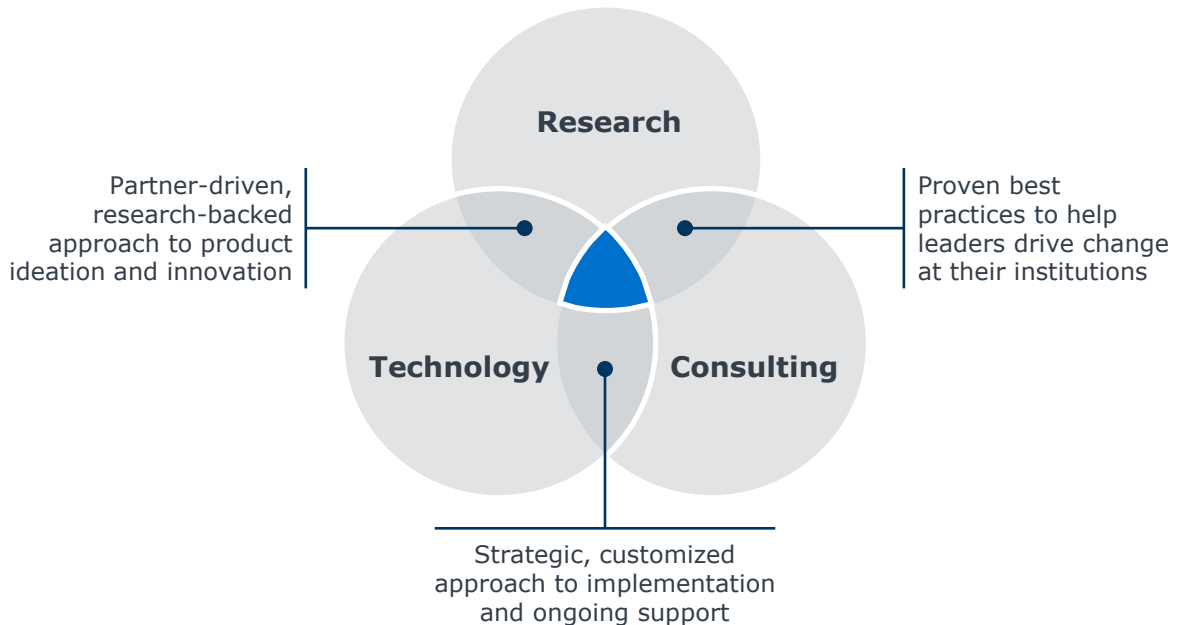 Research
Partner-driven,
research-backed
approach to product
ideation and innovation
Proven best
practices to help
leaders drive change
at their institutions
Technology
Consulting
Strategic, customized
approach to implementation
and ongoing support